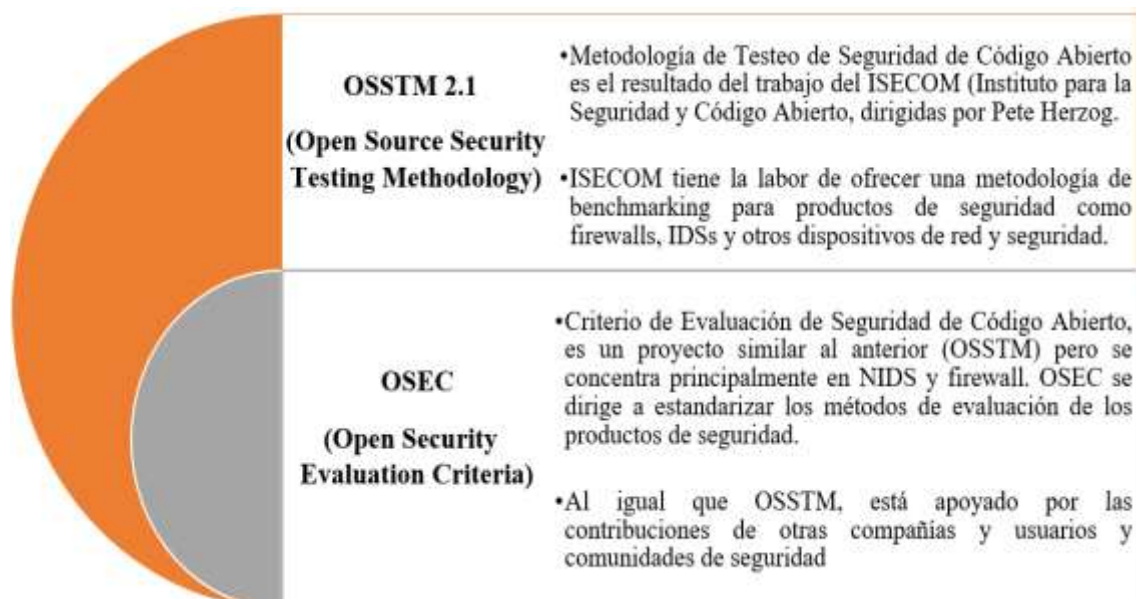 OSSTM 2.1
(Open Source Security
Testing Methodology)
•Metodología de Testeo de Seguridad de Código Abierto
es el resultado del trabajo del ISECOM (Instituto para la
Seguridad y Código Abierto, dirigidas por Pete Herzog.
•ISECOM tiene la labor de ofrecer una metodología de
benchmarking para productos de seguridad como
firewalls, IDSs y otros dispositivos de red y seguridad.
OSEC
(Open Security
Evaluation Criteria)
•Criterio de Evaluación de Seguridad de Código Abierto,
es un proyecto similar al anterior (OSSTM) pero se
concentra principalmente en NIDS y firewall. OSEC se
dirige a estandarizar los métodos de evaluación de los
productos de seguridad.
•Al igual que OSSTM, está apoyado por las
contribuciones de otras compañías y usuarios y
comunidades de seguridad